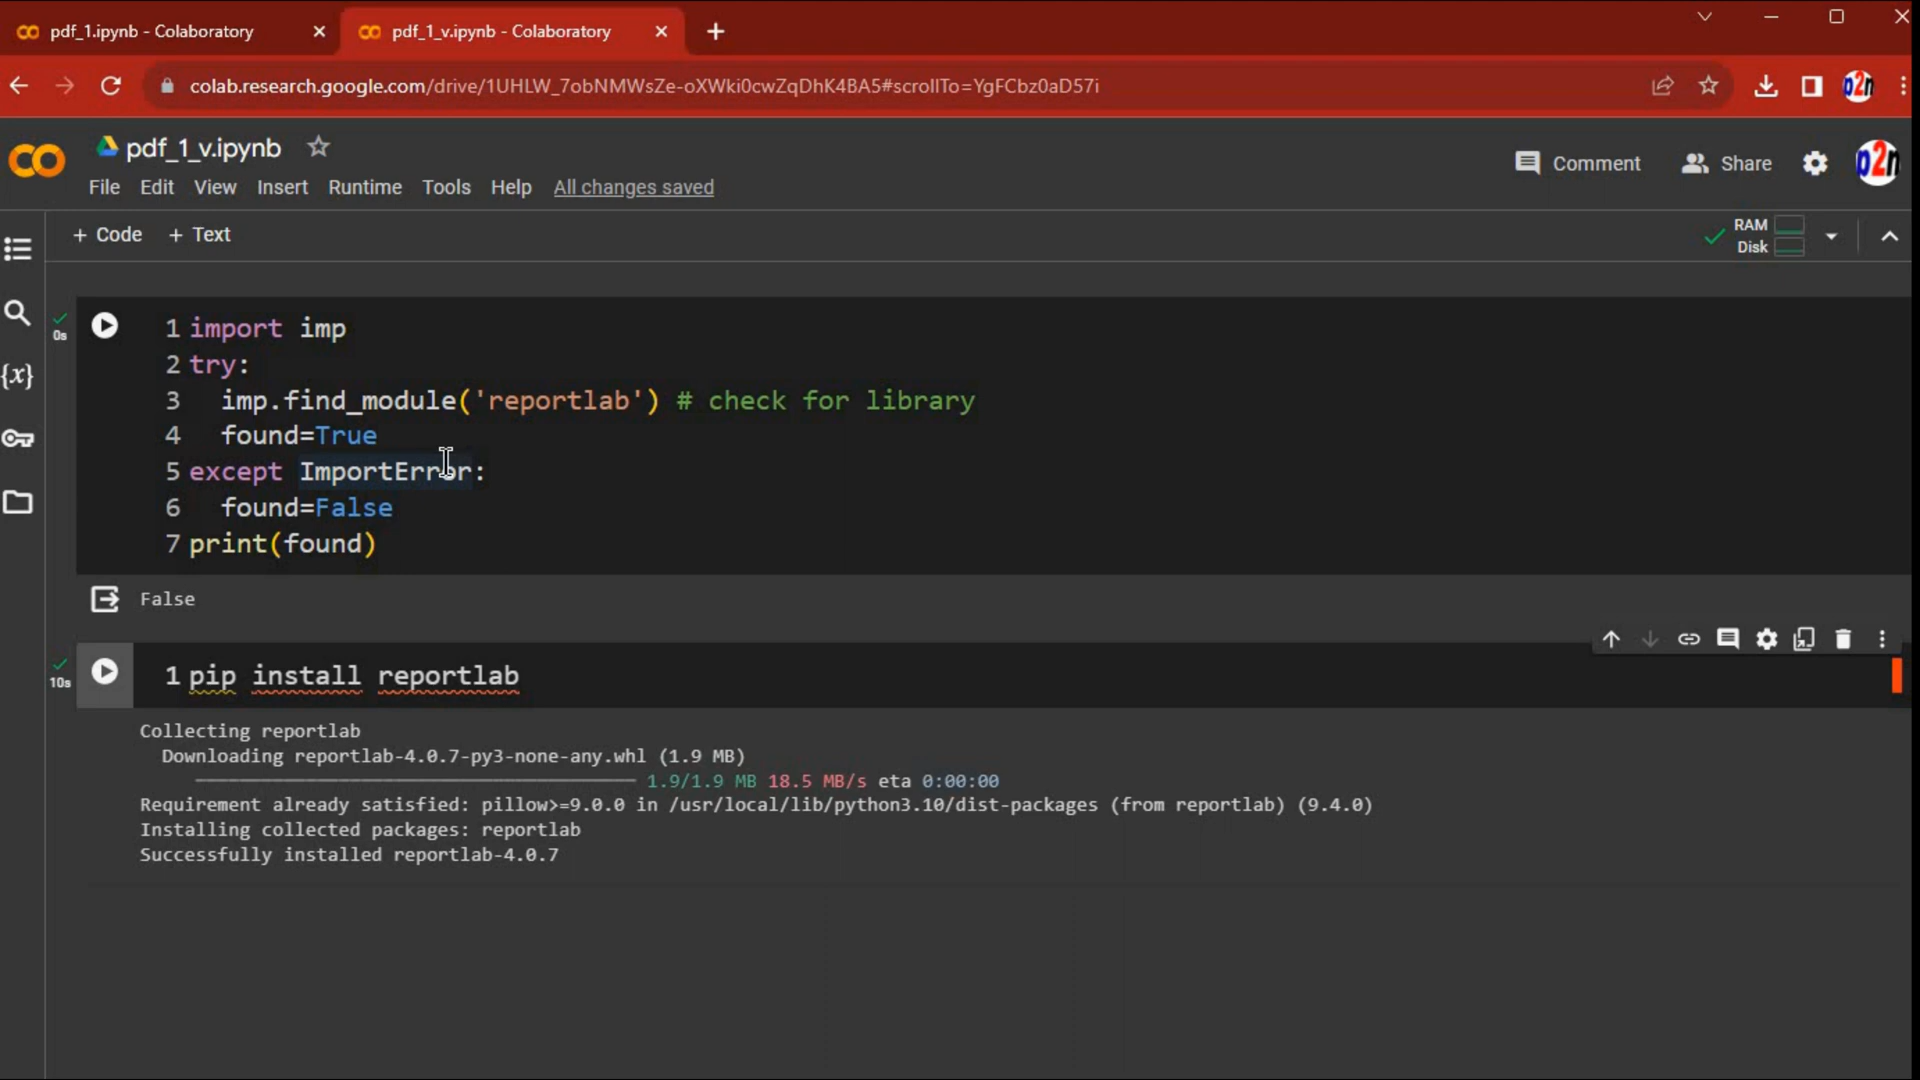 pdf_1.ipynb - Colaboratory
pdf_1_v.ipynb - Colaboratory
colab.research.google.com/drive/1UHLW_7obNMWsZe-oXWki0cwZqDhK4BA5#scrollTo=YgFCbz0aD57i
o2n
pdf_1_v.ipynb
Comment
Share
o2n
File Edit View Insert Runtime Tools Help All changes saved
+ Code + Text
RAM
Disk
{x}
0s
1 import imp
2 try:
3   imp.find_module('reportlab') # check for library
4   found=True
5 except ImportError:
6   found=False
7 print(found)
False
10s
1 pip install reportlab
Collecting reportlab
  Downloading reportlab-4.0.7-py3-none-any.whl (1.9 MB)
1.9/1.9 MB 18.5 MB/s eta 0:00:00
Requirement already satisfied: pillow>=9.0.0 in /usr/local/lib/python3.10/dist-packages (from reportlab) (9.4.0)
Installing collected packages: reportlab
Successfully installed reportlab-4.0.7